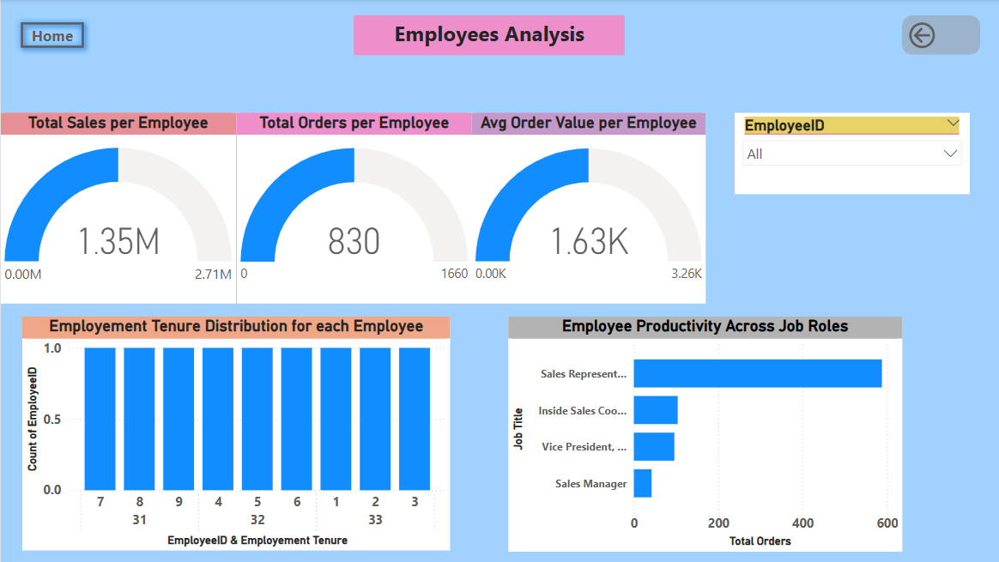 Home
Employees Analysis
Total Sales per Employee
1.35M
0.00M
2.71M
Total Orders per Employee
830
0
1660
Avg Order Value per Employee
1.63K
0.00K
3.26K
EmployeeID
All
Employement Tenure Distribution for each Employee
Count of EmployeeID
1.0
0.5
0.0
7 8 9 4 5 6 1 2 3
31 32 33
EmployeeID & Employement Tenure
Employee Productivity Across Job Roles
Job Title
Sales Represent...
Inside Sales Coo...
Vice President, ...
Sales Manager
0 200 400 600
Total Orders